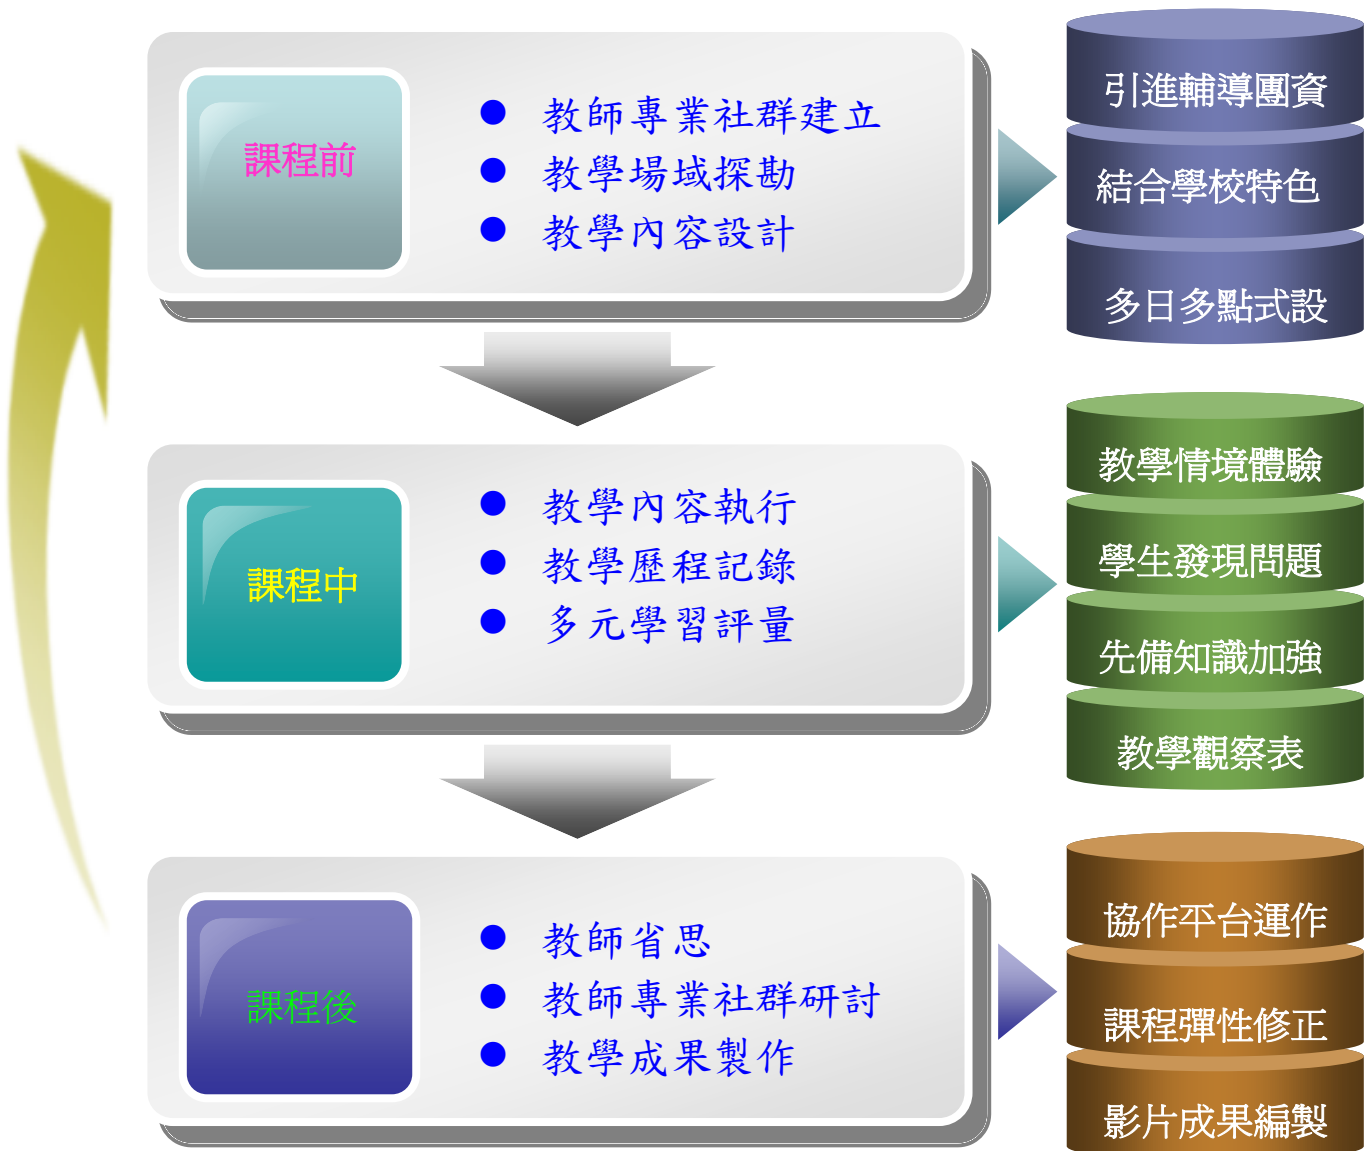 課程前
● 教師專業社群建立
● 教學場域探勘
● 教學內容設計
引進輔導團資
結合學校特色
多日多點式設
課程中
● 教學內容執行
● 教學歷程記錄
● 多元學習評量
教學情境體驗
學生發現問題
先備知識加強
教學觀察表
課程後
● 教師省思
● 教師專業社群研討
● 教學成果製作
協作平台運作
課程彈性修正
影片成果編製